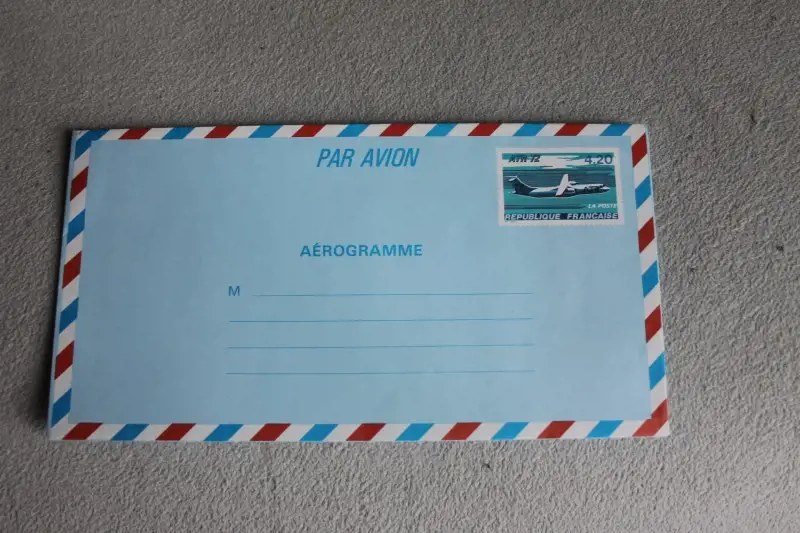 PAR AVION
ATR 72
4,20
LA POSTE
REPUBLIQUE FRANÇAISE
AÉROGRAMME
M